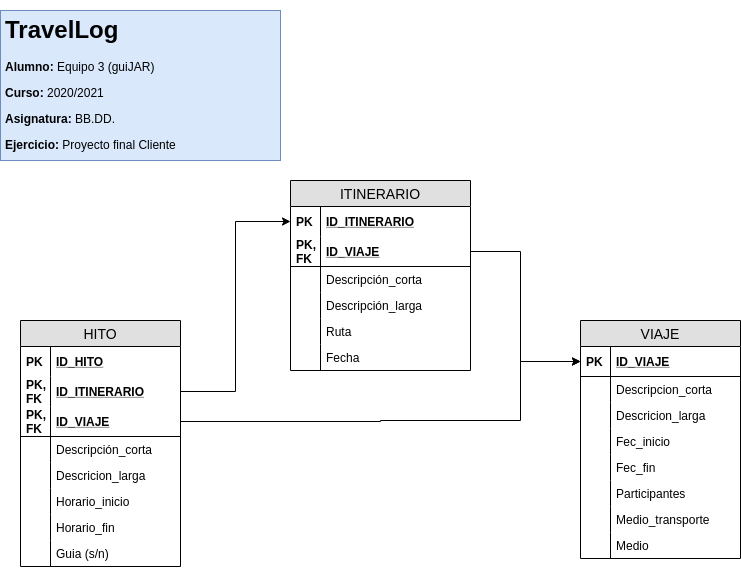 TravelLog
Alumno: Equipo 3 (guiJAR)
Curso: 2020/2021
Asignatura: BB.DD.
Ejercicio: Proyecto final Cliente
ITINERARIO
PK ID_ITINERARIO
PK,
FK ID_VIAJE
Descripción_corta
Descripción_larga
Ruta
Fecha
HITO
PK ID_HITO
PK,
FK ID_ITINERARIO
PK,
FK ID_VIAJE
Descripción_corta
Descricion_larga
Horario_inicio
Horario_fin
Guia (s/n)
VIAJE
PK ID_VIAJE
Descripcion_corta
Descricion_larga
Fec_inicio
Fec_fin
Participantes
Medio_transporte
Medio